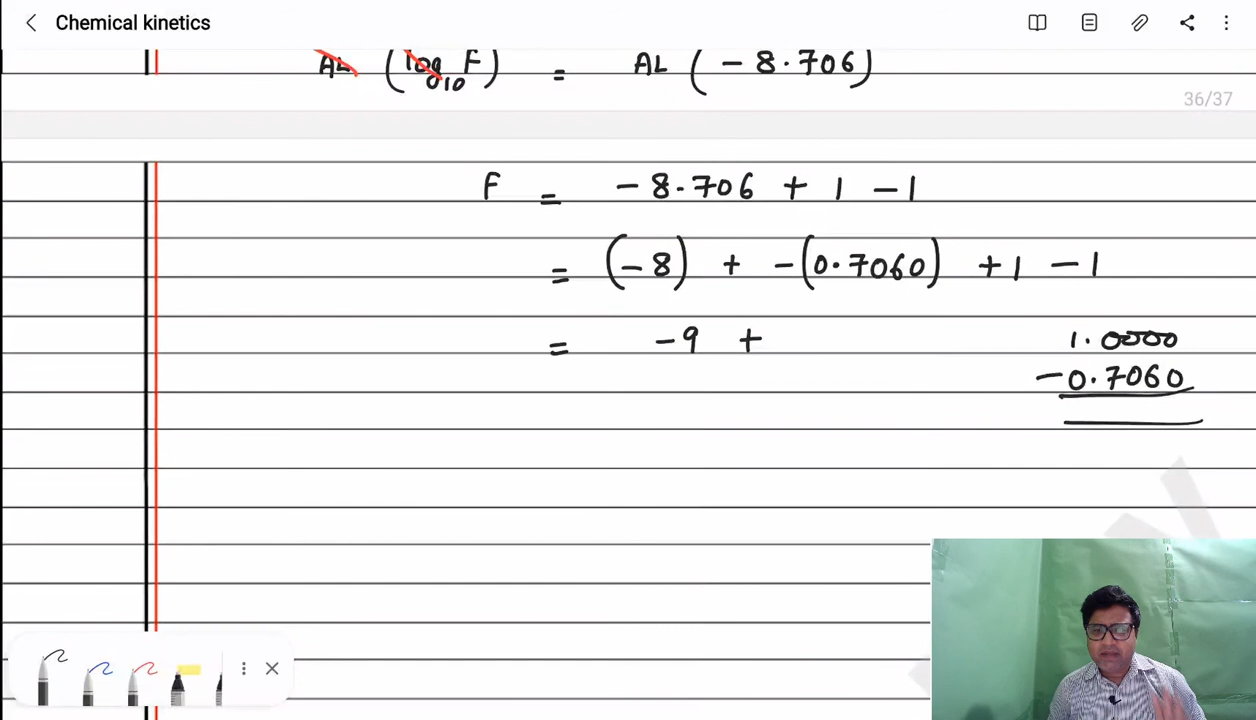 Chemical kinetics
AL (log10 F) = AL (-8.706)
36/37
F = -8.706 + 1 -1
= (-8) + -(0.7060) +1 -1
= -9 +
1.0000
-0.7060